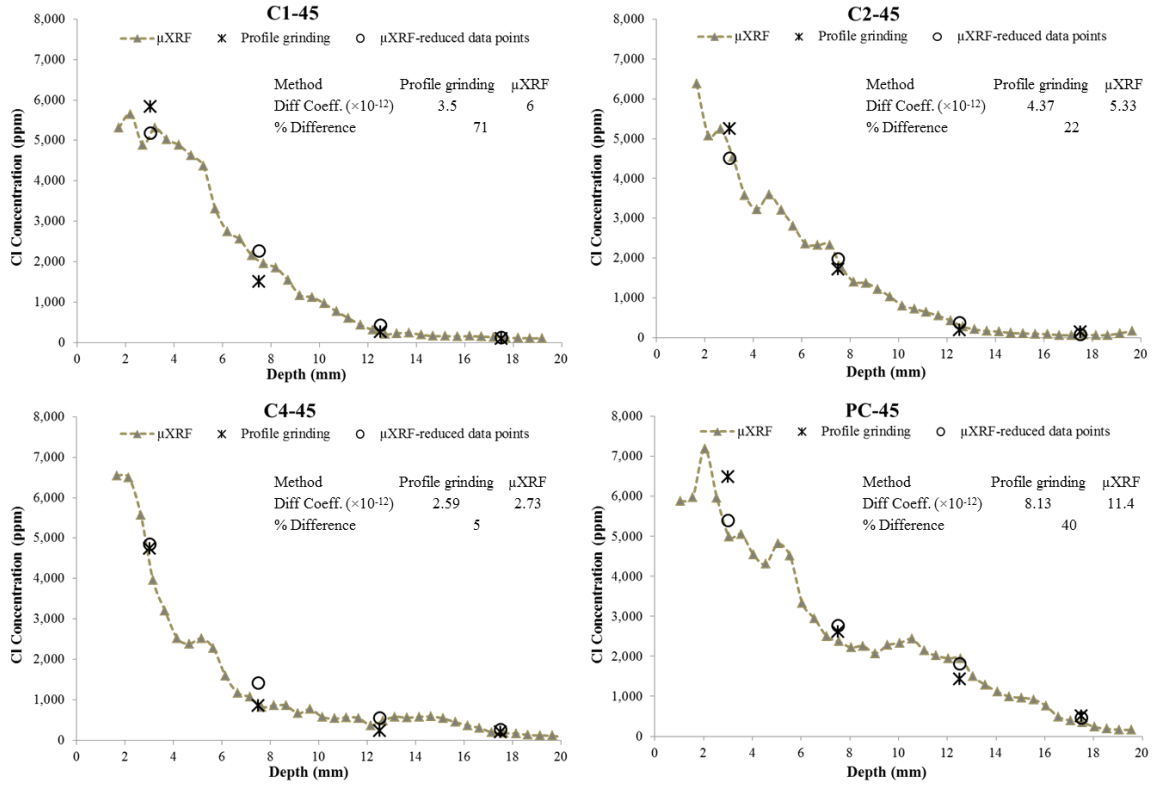 C1-45
8,000
7,000
6,000
5,000
4,000
3,000
2,000
1,000
0
Cl Concentration (ppm)
µXRF Profile grinding µXRF-reduced data points
Method Profile grinding µXRF
Diff Coeff. (×10-12) 3.5 6
% Difference 71
0 2 4 6 8 10 12 14 16 18 20
Depth (mm)
C2-45
8,000
7,000
6,000
5,000
4,000
3,000
2,000
1,000
0
Cl Concentration (ppm)
µXRF Profile grinding µXRF-reduced data points
Method Profile grinding µXRF
Diff Coeff. (×10-12) 4.37 5.33
% Difference 22
0 2 4 6 8 10 12 14 16 18 20
Depth (mm)
C4-45
8,000
7,000
6,000
5,000
4,000
3,000
2,000
1,000
0
Cl Concentration (ppm)
µXRF Profile grinding µXRF-reduced data points
Method Profile grinding µXRF
Diff Coeff. (×10-12) 2.59 2.73
% Difference 5
0 2 4 6 8 10 12 14 16 18 20
Depth (mm)
PC-45
8,000
7,000
6,000
5,000
4,000
3,000
2,000
1,000
0
Cl Concentration (ppm)
µXRF Profile grinding µXRF-reduced data points
Method Profile grinding µXRF
Diff Coeff. (×10-12) 8.13 11.4
% Difference 40
0 2 4 6 8 10 12 14 16 18 20
Depth (mm)